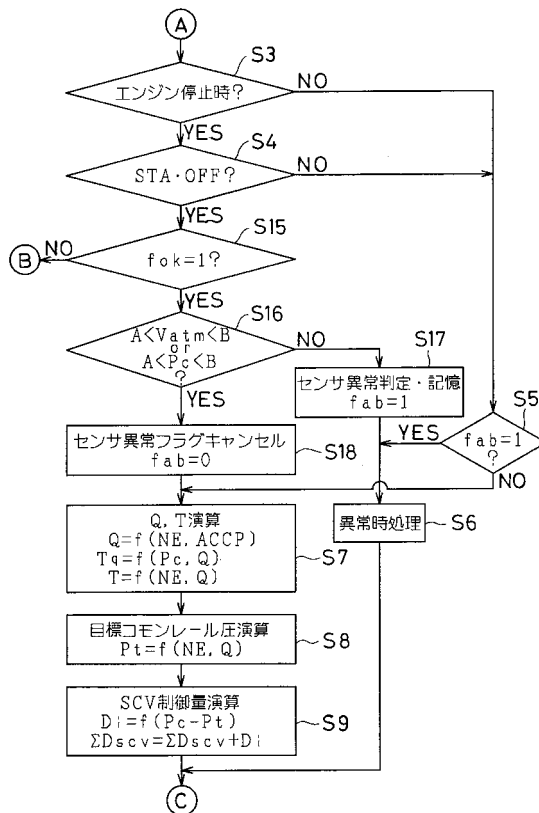 A
S3
エンジン停止時?
NO
YES
S4
STA·OFF?
NO
YES
S15
NO
B
fok=1?
YES
S16
A<Vatm<B
or
A<Pc<B
?
NO
S17
センサ異常判定·記憶
fab=1
YES
S5
fab=1
?
YES
NO
センサ異常フラグキャンセル
fab=0
S18
異常時処理
S6
Q,T演算
Q=f(NE,ACCP)
Tq=f(Pc,Q)
T=f(NE,Q)
S7
目標コモンレール圧演算
Pt=f(NE,Q)
S8
SCV制御量演算
Di=f(Pc-Pt)
ΣDscv=ΣDscv+Di
S9
C